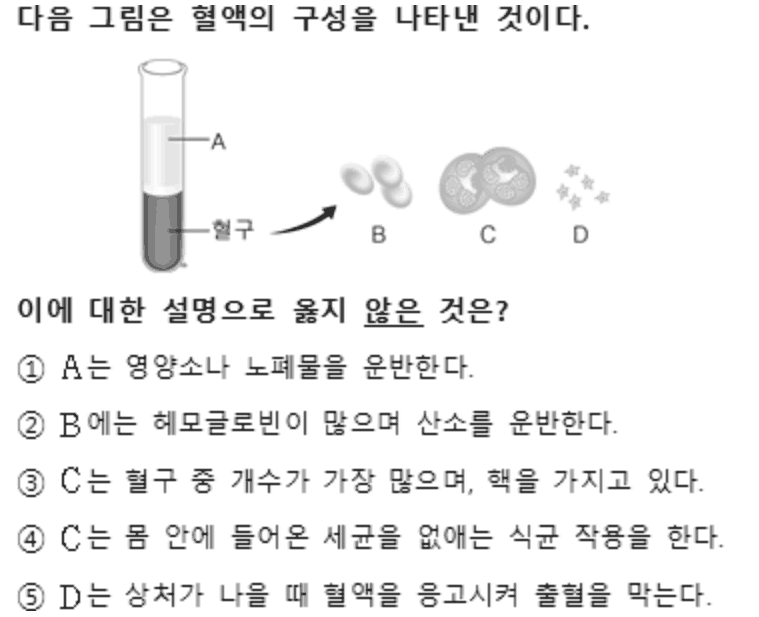 다음 그림은 혈액의 구성을 나타낸 것이다.
A
혈구
B C D
이에 대한 설명으로 옳지 않은 것은?
① A는 영양소나 노폐물을 운반한다.
② B에는 헤모글로빈이 많으며 산소를 운반한다.
③ C는 혈구 중 개수가 가장 많으며, 핵을 가지고 있다.
④ C는 몸 안에 들어온 세균을 없애는 식균 작용을 한다.
⑤ D는 상처가 나을 때 혈액을 응고시켜 출혈을 막는다.